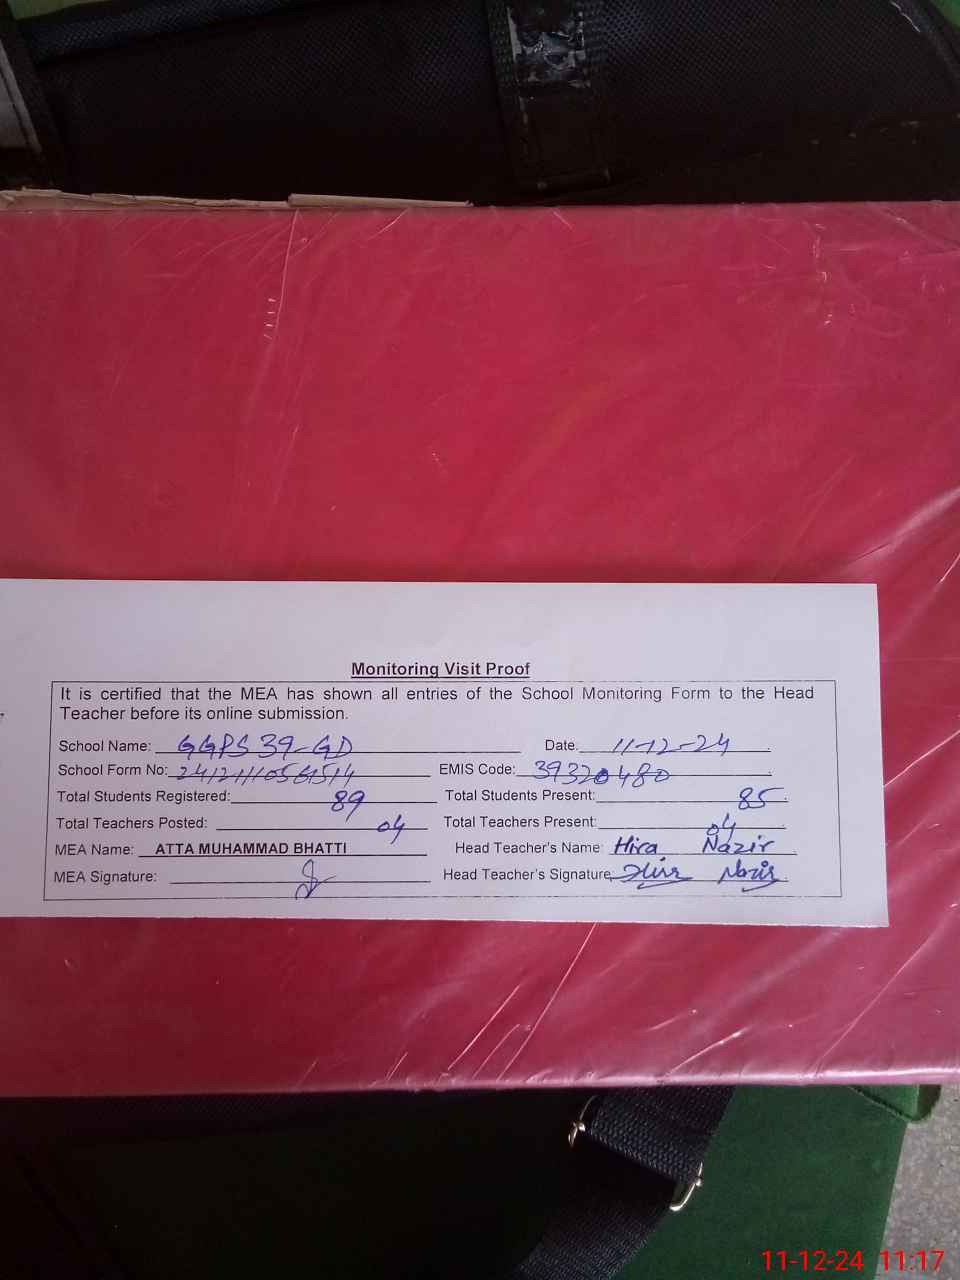 Monitoring Visit Proof
It is certified that the MEA has shown all entries of the School Monitoring Form to the Head
Teacher before its online submission.
School Name: GGPS 39-GD Date: 11-12-24
School Form No: EMIS Code: 39320480
Total Students Registered: 89 Total Students Present: 85
Total Teachers Posted: 04 Total Teachers Present: 04
MEA Name: ATTA MUHAMMAD BHATTI Head Teacher's Name: Hira Nazir
MEA Signature: Head Teacher's Signature: Hira Nazir
11-12-24 11:17